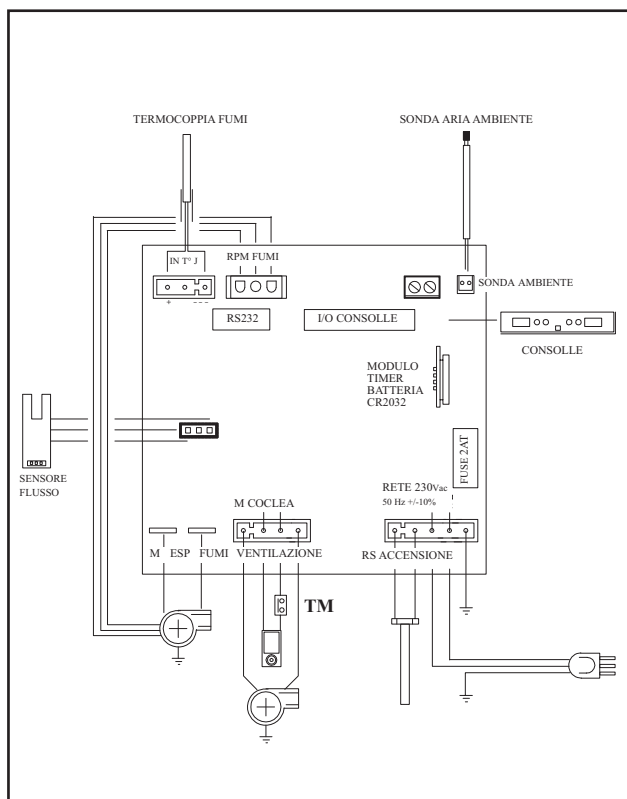 TERMOCOPPIA FUMI
SONDA ARIA AMBIENTE
IN T° J
RPM FUMI
+
- - -
SONDA AMBIENTE
RS232
I/O CONSOLLE
CONSOLLE
MODULO
TIMER
BATTERIA
CR2032
FUSE 2AT
SENSORE
FLUSSO
RETE 230Vac
50 Hz +/-10%
M COCLEA
M ESP FUMI
VENTILAZIONE
RS ACCENSIONE
TM